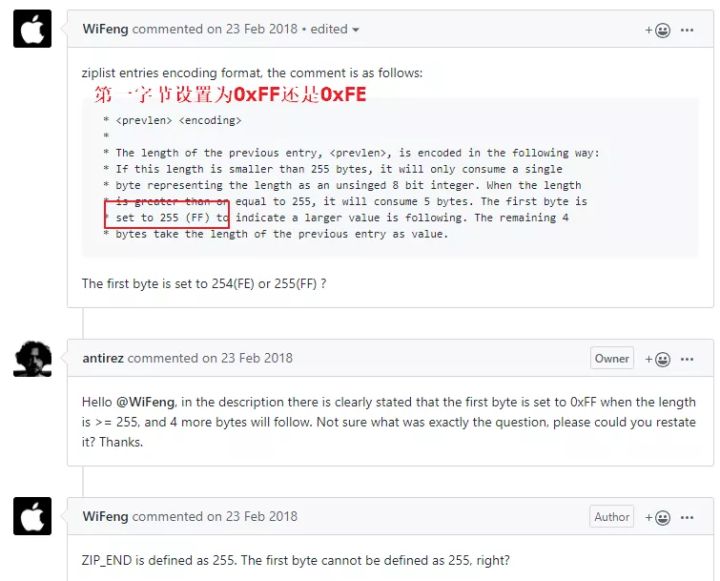 WiFeng commented on 23 Feb 2018 • edited
ziplist entries encoding format, the comment is as follows:
第一字节设置为0xFF还是0xFE
* <prevlen> <encoding>
*
* The length of the previous entry, <prevlen>, is encoded in the following way:
* If this length is smaller than 255 bytes, it will only consume a single
* byte representing the length as an unsinged 8 bit integer. When the length
* is greater than or equal to 255, it will consume 5 bytes. The first byte is
* set to 255 (FF) to indicate a larger value is following. The remaining 4
* bytes take the length of the previous entry as value.
The first byte is set to 254(FE) or 255(FF) ?
antirez commented on 23 Feb 2018 Owner
Hello @WiFeng, in the description there is clearly stated that the first byte is set to 0xFF when the length
is >= 255, and 4 more bytes will follow. Not sure what was exactly the question, please could you restate
it? Thanks.
WiFeng commented on 23 Feb 2018 Author
ZIP_END is defined as 255. The first byte cannot be defined as 255, right?